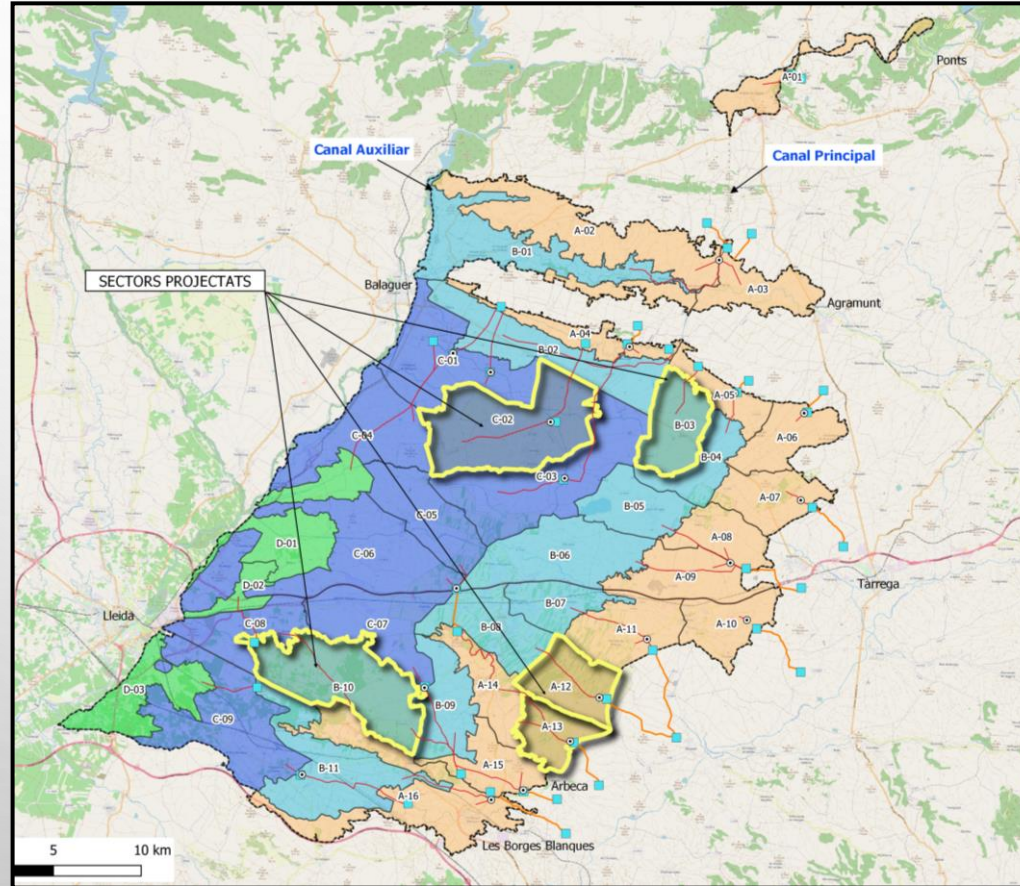 Ponts
A-01
Canal Auxiliar
Canal Principal
A-02
B-01
SECTORS PROJECTATS
Balaguer
A-03
Agramunt
A-04
B-02
C-01
A-05
C-02
B-03
A-06
C-04
B-04
C-03
A-07
B-05
C-05
D-01
C-06
B-06
A-08
A-09
Tàrrega
D-02
B-07
Lleida
C-08
C-07
B-08
A-11
A-10
B-10
A-14
A-12
D-03
B-09
C-09
A-13
B-11
A-15
Arbeca
A-16
Les Borges Blanques
5
10 km